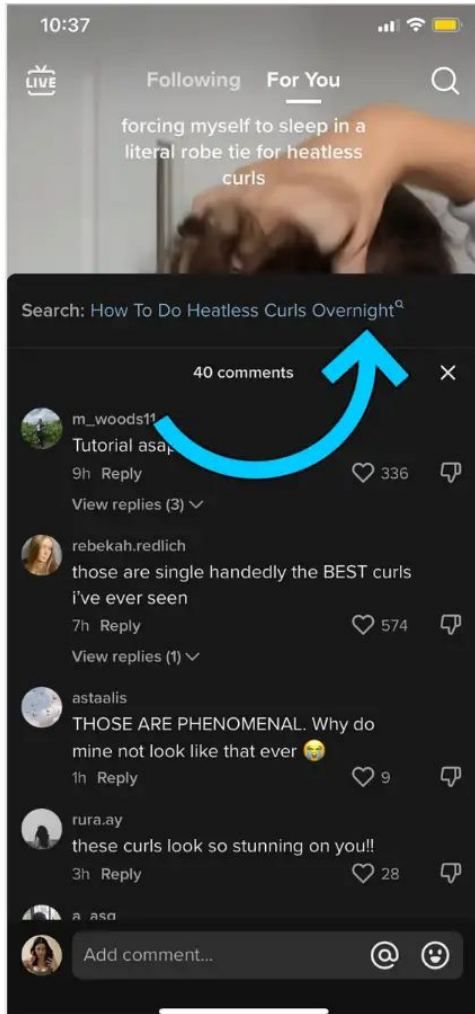 10:37
LIVE
Following For You
forcing myself to sleep in a
literal robe tie for heatless
curls
Search: How To Do Heatless Curls Overnight
40 comments
m_woods11
Tutorial asap
9h Reply
336
View replies (3)
rebekah.redlich
those are single handedly the BEST curls
i've ever seen
7h Reply
574
View replies (1)
astaalis
THOSE ARE PHENOMENAL. Why do
mine not look like that ever 😭
1h Reply
9
rura.ay
these curls look so stunning on you!!
3h Reply
28
Add comment...